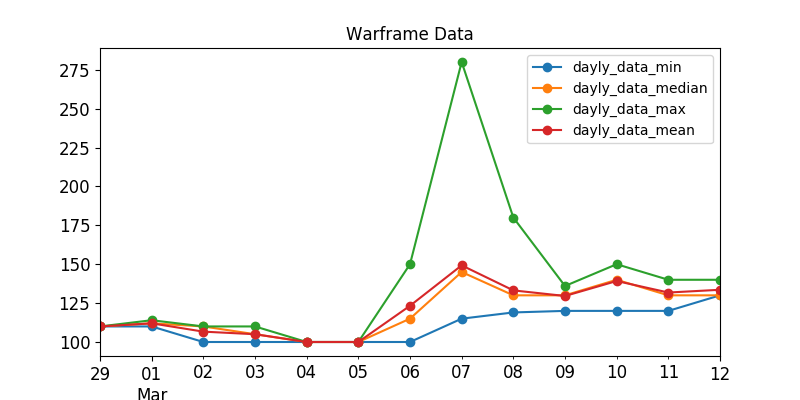 Warframe Data
dayly_data_min
dayly_data_median
dayly_data_max
dayly_data_mean
275
250
225
200
175
150
125
100
29 01 02 03 04 05 06 07 08 09 10 11 12
Mar